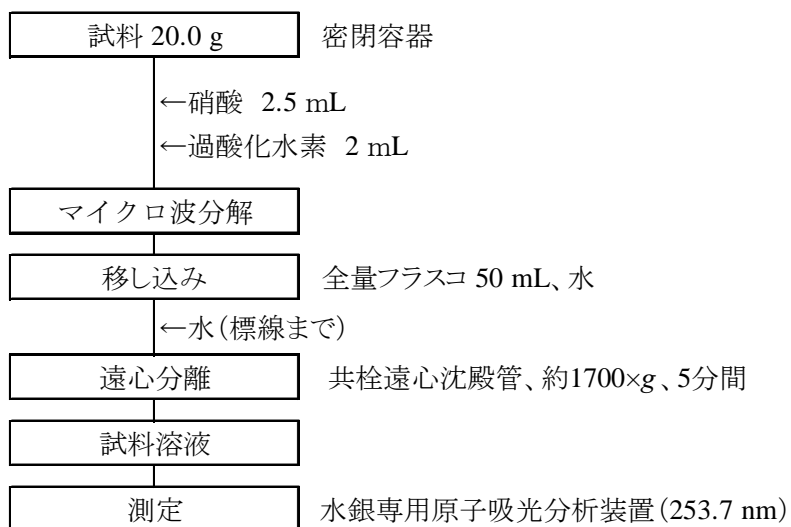 試料 20.0 g 密閉容器
←硝酸 2.5 mL
←過酸化水素 2 mL
マイクロ波分解
移し込み 全量フラスコ 50 mL、水
←水(標線まで)
遠心分離 共栓遠心沈殿管、約1700×g、5分間
試料溶液
測定 水銀専用原子吸光分析装置(253.7 nm)